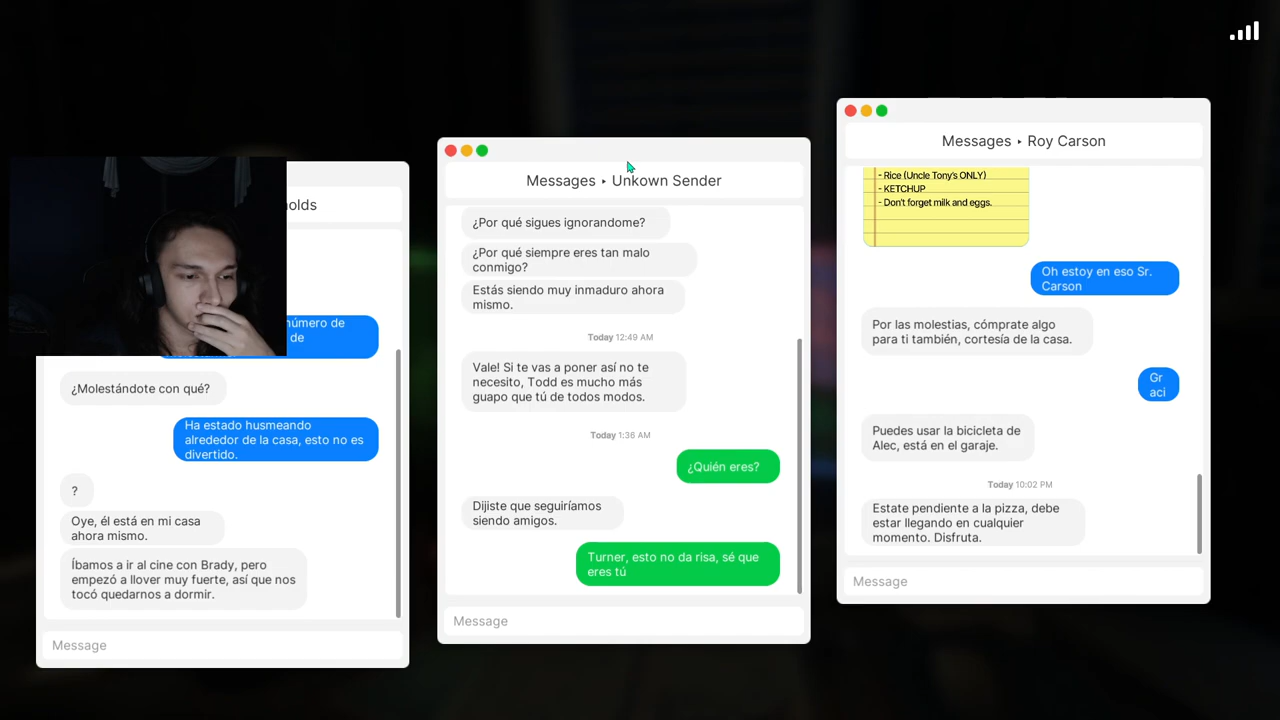 nolds
número de
de
¿Molestándote con qué?
Ha estado husmeando
alrededor de la casa, esto no es
divertido.
?
Oye, él está en mi casa
ahora mismo.
Íbamos a ir al cine con Brady, pero
empezó a llover muy fuerte, así que nos
tocó quedarnos a dormir.
Message
Messages ‣ Unkown Sender
¿Por qué sigues ignorandome?
¿Por qué siempre eres tan malo
conmigo?
Estás siendo muy inmaduro ahora
mismo.
Today 12:49 AM
Vale! Si te vas a poner así no te
necesito, Todd es mucho más
guapo que tú de todos modos.
Today 1:36 AM
¿Quién eres?
Dijiste que seguiríamos
siendo amigos.
Turner, esto no da risa, sé que
eres tú
Message
Messages ‣ Roy Carson
- Rice (Uncle Tony's ONLY)
- KETCHUP
- Don't forget milk and eggs.
Oh estoy en eso Sr.
Carson
Por las molestias, cómprate algo
para ti también, cortesía de la casa.
Gr
aci
Puedes usar la bicicleta de
Alec, está en el garaje.
Today 10:02 PM
Estate pendiente a la pizza, debe
estar llegando en cualquier
momento. Disfruta.
Message